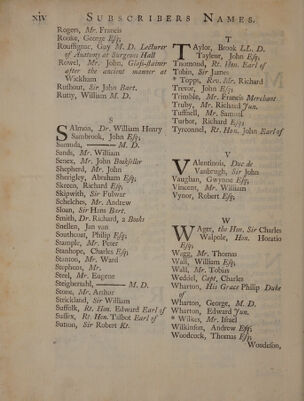 xiv SUBSCRIBERS NAMES.
Rogers, Mr. Francis
Rooke, George Esq;
Rouffignac, Guy M. D. Lecturer
of Anatomy at Surgeons Hall
Rowel, Mr. John, Glass-stainer
after the ancient manner at
Wickham
Ruthout, Sir John Bart.
Rutty, William M. D.
S
SAlmon, Dr. William Henry
Sambrook, John Esq;
Samuda, ——— M. D.
Sands, Mr. William
Senex, Mr. John Bookseller
Shepherd, Mr. John
Sherigley, Abraham Esq;
Skeen, Richard Esq;
Skipwith, Sir Fulwar
Schelches, Mr. Andrew
Sloan, Sir Hans Bart.
Smith, Dr. Richard, 2 Books
Snellen, Jan van
Southcout, Philip Esq;
Stample, Mr. Peter
Stanhope, Charles Esq;
Stanton, Mr. Ward
Stephens, Mr.
Steel, Mr. Eugene
Steighertahl, ——— M. D.
Stone, Mr. Arthur
Strickland, Sir William
Suffolk, Rt. Hon. Edward Earl of
Sussex, Rt. Hon. Talbot Earl of
Sutton, Sir Robert Kt.
T
TAylor, Brook LL. D.
Tayleur, John Esq;
Thomond, Rt. Hon. Earl of
Tobin, Sir James
* Topps, Rev. Mr. Richard
Trevor, John Esq;
Trimble, Mr. Francis Merchant
Truby, Mr. Richard Jun.
Tuffnell, Mr. Samuel
Turbor, Richard Esq;
Tyreconnel, Rt. Hon. John Earl of
V
VAlentinois, Duc de
Vanbrugh, Sir John
Vaughan, Gwynne Esq;
Vincent, Mr. William
Vynor, Robert Esq;
W
WAger, the Hon. Sir Charles
Walpole, Hon. Horatio
Esq;
Wagg, Mr. Thomas
Wall, William Esq;
Wall, Mr. Tobias
Weddel, Capt. Charles
Wharton, His Grace Philip Duke
of
Wharton, George, M. D.
Wharton, Edward Jun.
* Wilkes, Mr. Israel
Wilkinson, Andrew Esq;
Woodcock, Thomas Esq;
Woodeson,